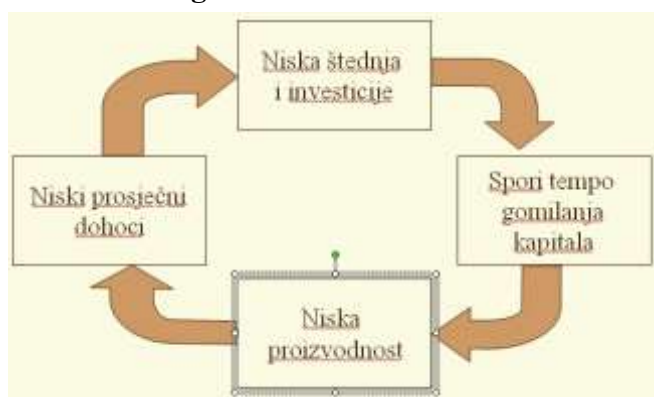 Niska štednja
i investicije
Spori tempo
gomilanja
kapitala
Niska
proizvodnost
Niski prosječni
dohoci